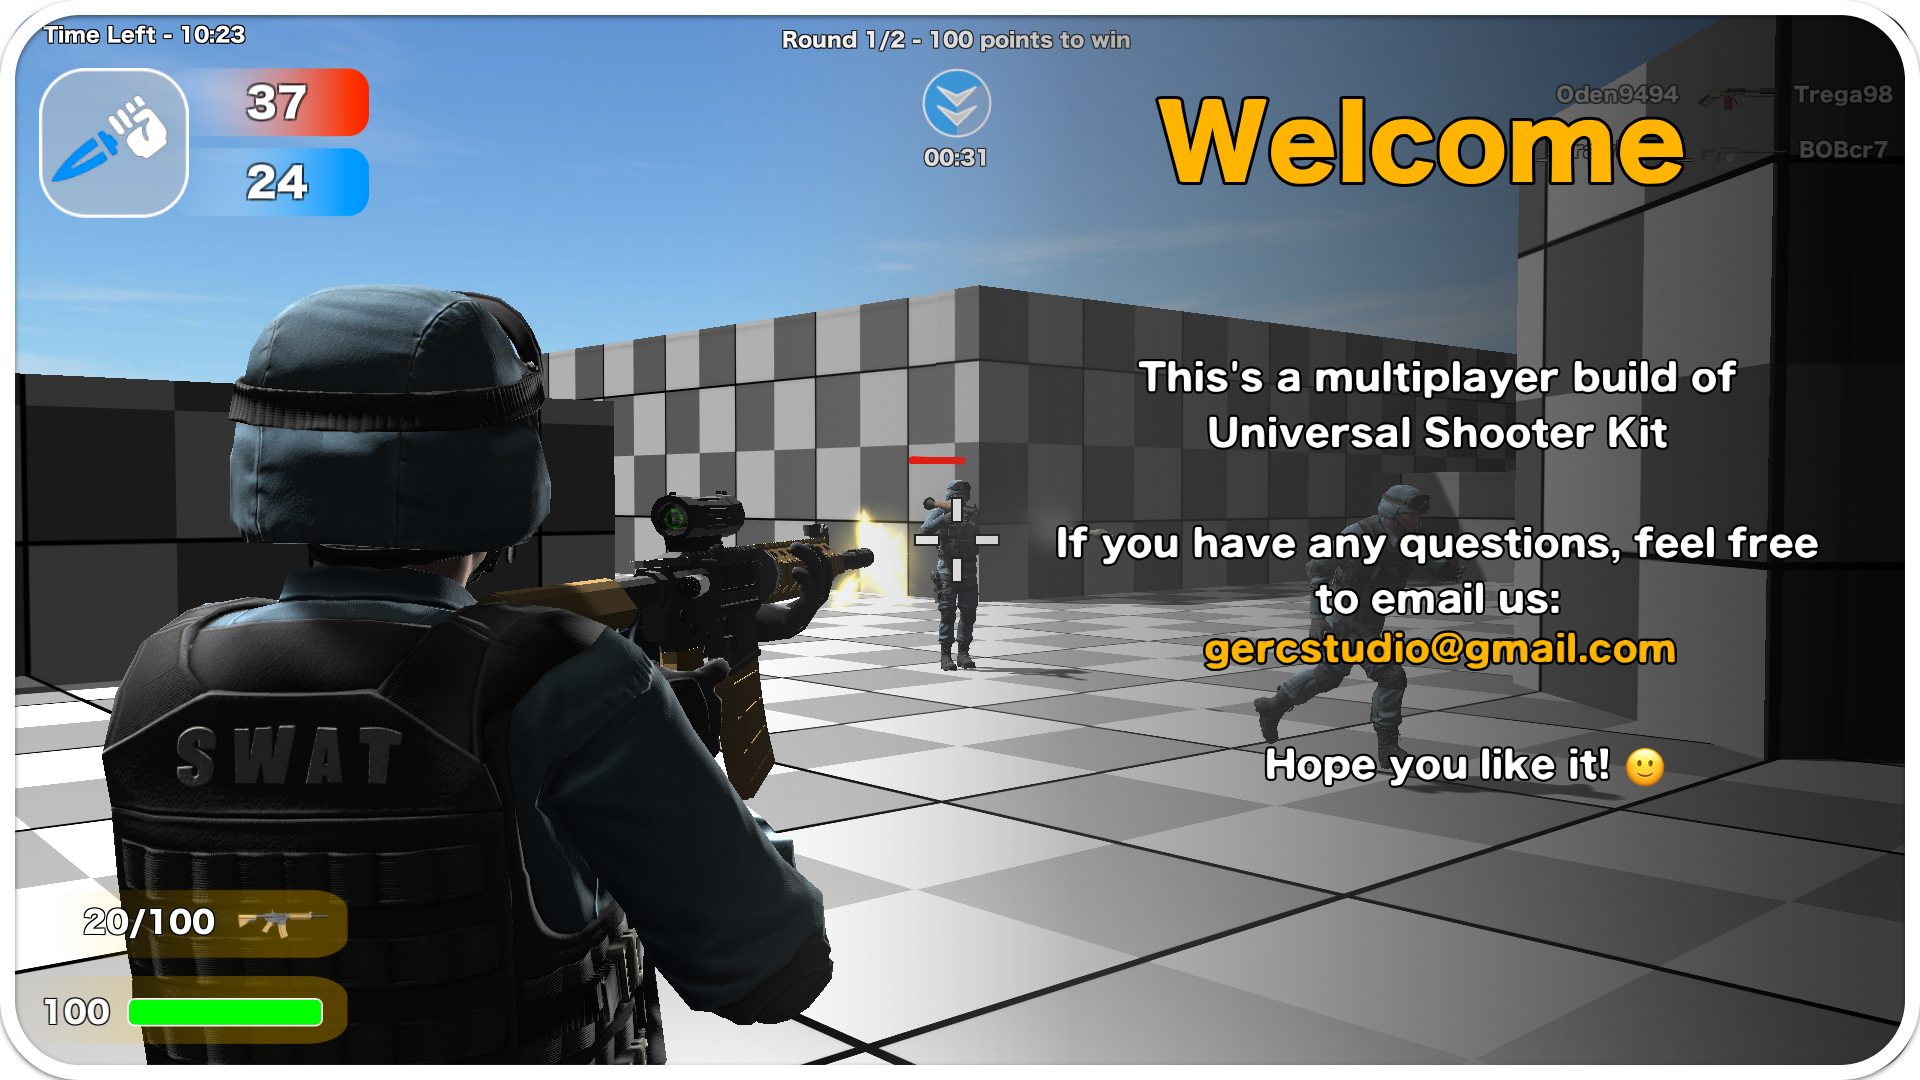 Time Left - 10:23
Round 1/2 - 100 points to win
37
24
00:31
Oden9494 Trega98
BOBcr7
Welcome
This's a multiplayer build of
Universal Shooter Kit
If you have any questions, feel free
to email us:
gercstudio@gmail.com
Hope you like it! 🙂
SWAT
20/100
100